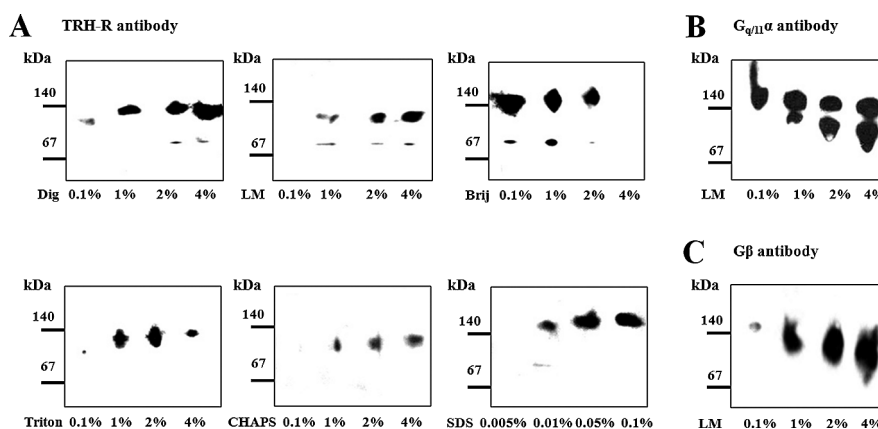 A TRH-R antibody
B Gq/11α antibody
kDa kDa kDa kDa
140 140 140 140
67 67 67 67
Dig 0.1% 1% 2% 4%
LM 0.1% 1% 2% 4%
Brij 0.1% 1% 2% 4%
LM 0.1% 1% 2% 4%
C Gβ antibody
kDa kDa kDa kDa
140 140 140 140
67 67 67 67
Triton 0.1% 1% 2% 4%
CHAPS 0.1% 1% 2% 4%
SDS 0.005% 0.01% 0.05% 0.1%
LM 0.1% 1% 2% 4%